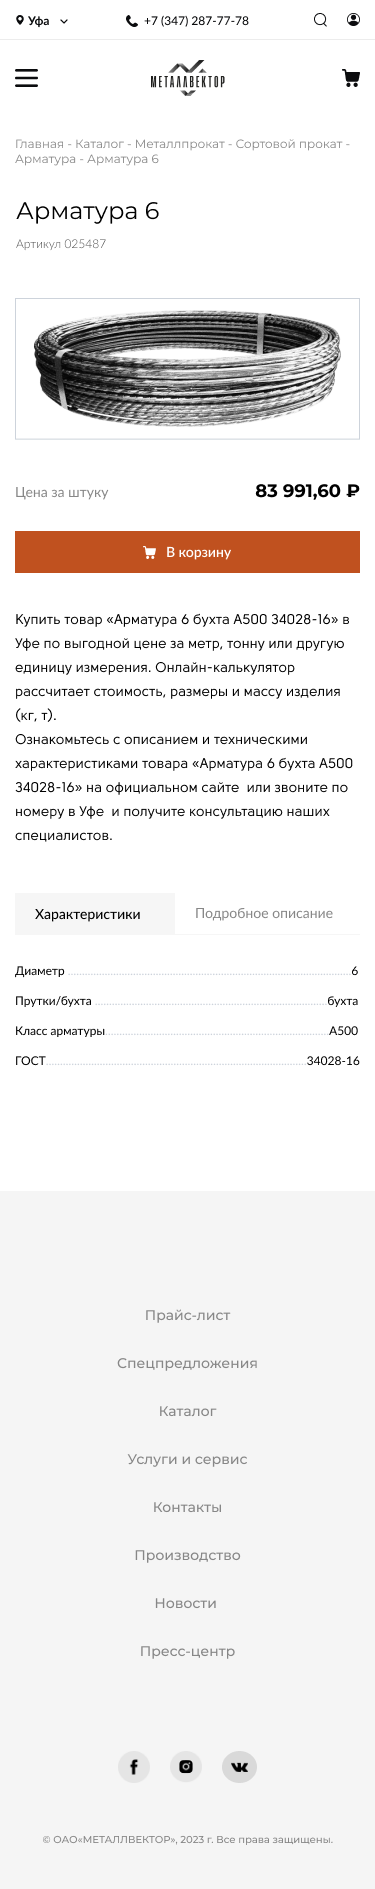 Уфа
+7 (347) 287-77-78
МЕТАЛЛВЕКТОР
Главная - Каталог - Металлпрокат - Сортовой прокат -
Арматура - Арматура 6
Арматура 6
Артикул 025487
Цена за штуку
83 991,60 ₽
В корзину
Купить товар «Арматура 6 бухта А500 34028-16» в
Уфе по выгодной цене за метр, тонну или другую
единицу измерения. Онлайн-калькулятор
рассчитает стоимость, размеры и массу изделия
(кг, т).
Ознакомьтесь с описанием и техническими
характеристиками товара «Арматура 6 бухта А500
34028-16» на официальном сайте  или звоните по
номеру в Уфе  и получите консультацию наших
специалистов.
Характеристики
Подробное описание
Диаметр 6
Прутки/бухта бухта
Класс арматуры А500
ГОСТ 34028-16
Прайс-лист
Спецпредложения
Каталог
Услуги и сервис
Контакты
Производство
Новости
Пресс-центр
© ОАО«МЕТАЛЛВЕКТОР», 2023 г. Все права защищены.